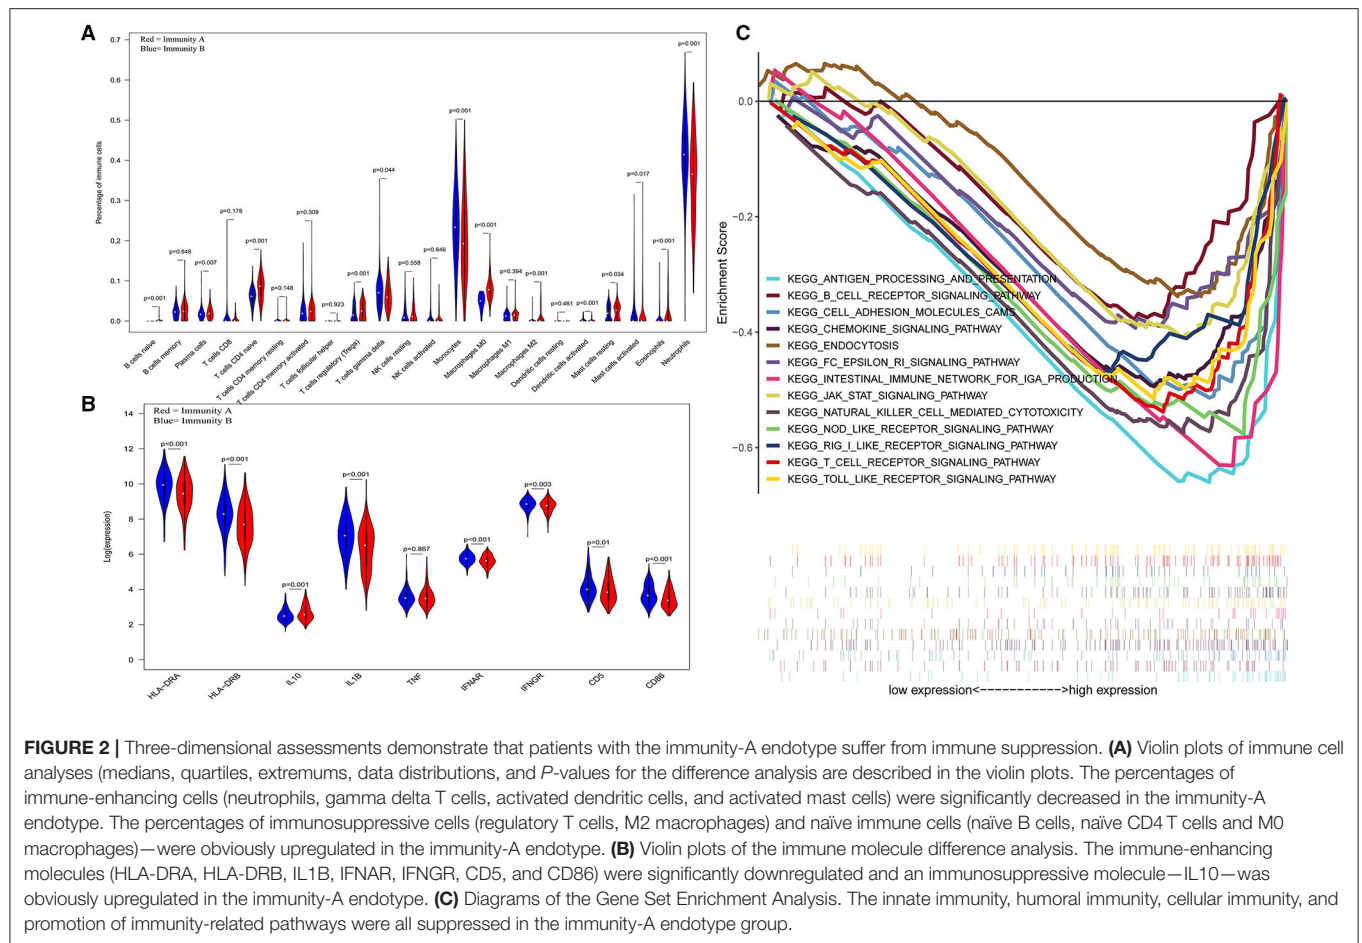 A
Red = Immunity A
Blue= Immunity B
Percentage of immune cells
0.7
0.6
0.5
0.4
0.3
0.2
0.1
0.0
p<0.001
p=0.648
p=0.007
p=0.178
p<0.001
p=0.148
p=0.309
p=0.923
p<0.001
p=0.044
p=0.558
p=0.646
p=0.001
p<0.001
p=0.394
p=0.001
p=0.461
p=0.001
p=0.034
p=0.017
p<0.001
p<0.001
B cells naive
B cells memory
Plasma cells
T cells CD8
T cells CD4 naive
T cells CD4 memory resting
T cells CD4 memory activated
T cells follicular helper
T cells regulatory (Tregs)
T cells gamma delta
NK cells resting
NK cells activated
Monocytes
Macrophages M0
Macrophages M1
Macrophages M2
Dendritic cells resting
Dendritic cells activated
Mast cells resting
Mast cells activated
Eosinophils
Neutrophils
B
Red = Immunity A
Blue= Immunity B
Log(expression)
14
12
10
8
6
4
2
0
p<0.001
p<0.001
p=0.001
p<0.001
p=0.867
p<0.001
p=0.003
p=0.01
p<0.001
HLA−DRA
HLA−DRB
IL10
IL1B
TNF
IFNAR
IFNGR
CD5
CD86
C
Enrichment Score
0.0
−0.2
−0.4
−0.6
KEGG_ANTIGEN_PROCESSING_AND_PRESENTATION
KEGG_B_CELL_RECEPTOR_SIGNALING_PATHWAY
KEGG_CELL_ADHESION_MOLECULES_CAMS
KEGG_CHEMOKINE_SIGNALING_PATHWAY
KEGG_ENDOCYTOSIS
KEGG_FC_EPSILON_RI_SIGNALING_PATHWAY
KEGG_INTESTINAL_IMMUNE_NETWORK_FOR_IGA_PRODUCTION
KEGG_JAK_STAT_SIGNALING_PATHWAY
KEGG_NATURAL_KILLER_CELL_MEDIATED_CYTOTOXICITY
KEGG_NOD_LIKE_RECEPTOR_SIGNALING_PATHWAY
KEGG_RIG_I_LIKE_RECEPTOR_SIGNALING_PATHWAY
KEGG_T_CELL_RECEPTOR_SIGNALING_PATHWAY
KEGG_TOLL_LIKE_RECEPTOR_SIGNALING_PATHWAY
low expression<----------->high expression
FIGURE 2 | Three-dimensional assessments demonstrate that patients with the immunity-A endotype suffer from immune suppression. (A) Violin plots of immune cell
analyses (medians, quartiles, extremums, data distributions, and P-values for the difference analysis are described in the violin plots. The percentages of
immune-enhancing cells (neutrophils, gamma delta T cells, activated dendritic cells, and activated mast cells) were significantly decreased in the immunity-A
endotype. The percentages of immunosuppressive cells (regulatory T cells, M2 macrophages) and naïve immune cells (naïve B cells, naïve CD4 T cells and M0
macrophages)—were obviously upregulated in the immunity-A endotype. (B) Violin plots of the immune molecule difference analysis. The immune-enhancing
molecules (HLA-DRA, HLA-DRB, IL1B, IFNAR, IFNGR, CD5, and CD86) were significantly downregulated and an immunosuppressive molecule—IL10—was
obviously upregulated in the immunity-A endotype. (C) Diagrams of the Gene Set Enrichment Analysis. The innate immunity, humoral immunity, cellular immunity, and
promotion of immunity-related pathways were all suppressed in the immunity-A endotype group.